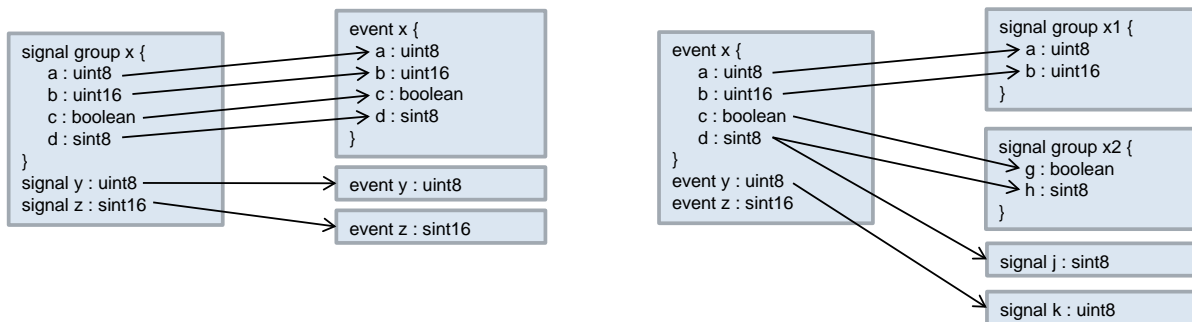 signal group x {
a : uint8
b : uint16
c : boolean
d : sint8
}
signal y : uint8
signal z : sint16
event x {
a : uint8
b : uint16
c : boolean
d : sint8
}
event y : uint8
event z : sint16
event x {
a : uint8
b : uint16
c : boolean
d : sint8
}
event y : uint8
event z : sint16
signal group x1 {
a : uint8
b : uint16
}
signal group x2 {
g : boolean
h : sint8
}
signal j : sint8
signal k : uint8